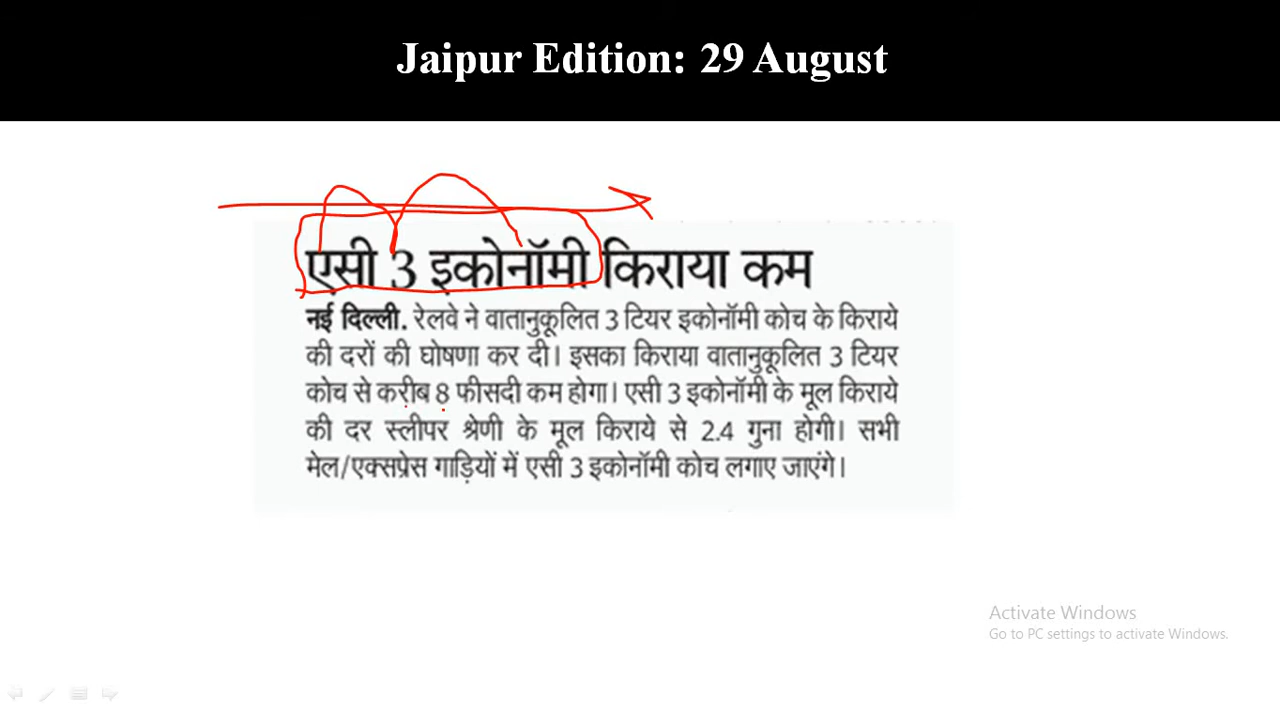 Jaipur Edition: 29 August
एसी 3 इकोनॉमी किराया कम
नई दिल्ली. रेलवे ने वातानुकूलित 3 टियर इकोनॉमी कोच के किराये
की दरों की घोषणा कर दी। इसका किराया वातानुकूलित 3 टियर
कोच से करीब 8 फीसदी कम होगा। एसी 3 इकोनॉमी के मूल किराये
की दर स्लीपर श्रेणी के मूल किराये से 2.4 गुना होगी। सभी
मेल/एक्सप्रेस गाड़ियों में एसी 3 इकोनॉमी कोच लगाए जाएंगे।
Activate Windows
Go to PC settings to activate Windows.